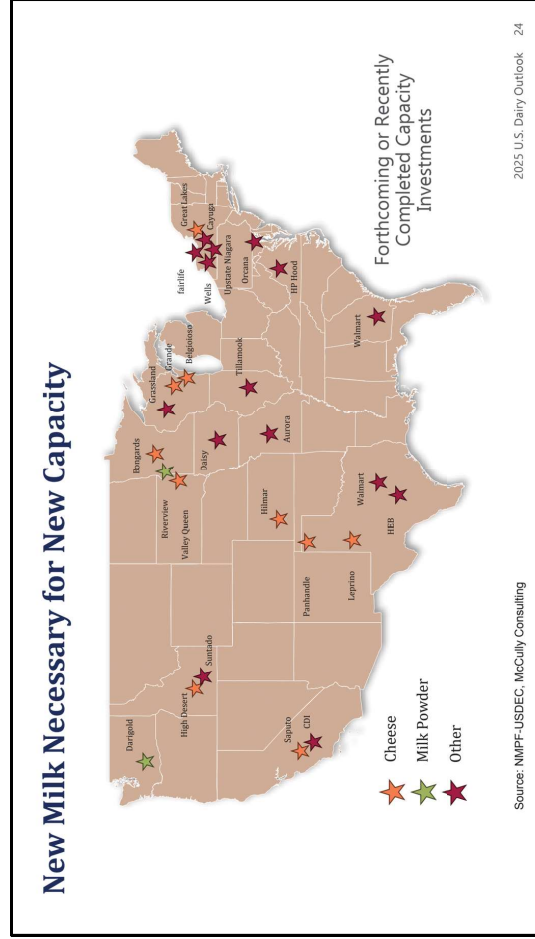 New Milk Necessary for New Capacity
Darigold
High Desert
Suntado
Saputo
CDI
Bongards
Riverview
Valley Queen
Daisy
Grassland
Grande
Belgioioso
Tillamook
Hilmar
Aurora
Panhandle
Leprino
Walmart
HEB
fairlife
Wells
Great Lakes
Cayuga
Upstate Niagara
Orcana
HP Hood
Walmart
Cheese
Milk Powder
Other
Forthcoming or Recently
Completed Capacity
Investments
Source: NMPF-USDEC, McCully Consulting
2025 U.S. Dairy Outlook 24